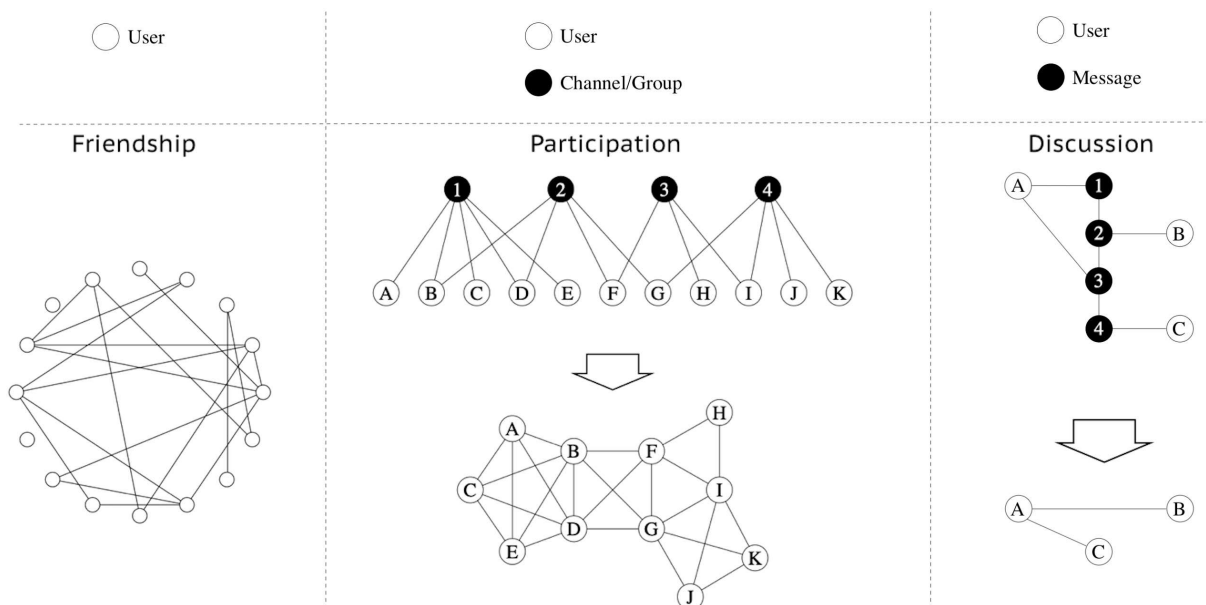 User
User
Channel/Group
User
Message
Friendship
Participation
Discussion
1 2 3 4
A B C D E F G H I J K
A 1
2 B
3
4 C
H
A
B F
C I
D G
E K
J
A B
C